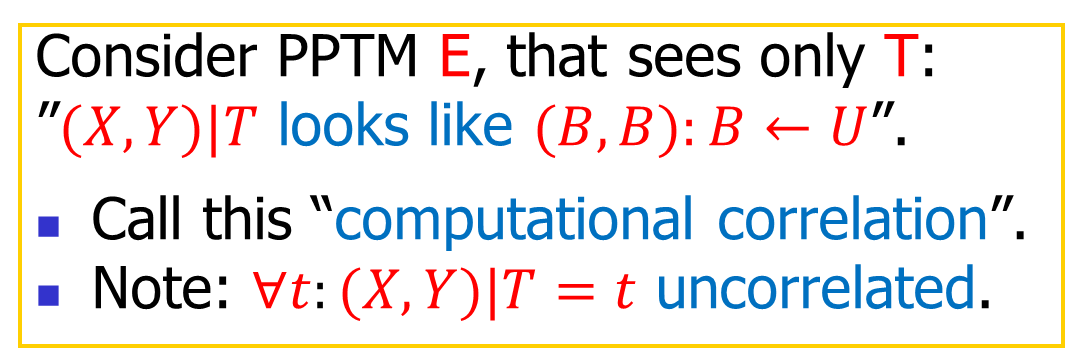 Consider PPTM E, that sees only T:
"(X, Y)|T looks like (B, B): B ← U".
▪ Call this “computational correlation”.
▪ Note: ∀t: (X, Y)|T = t uncorrelated.